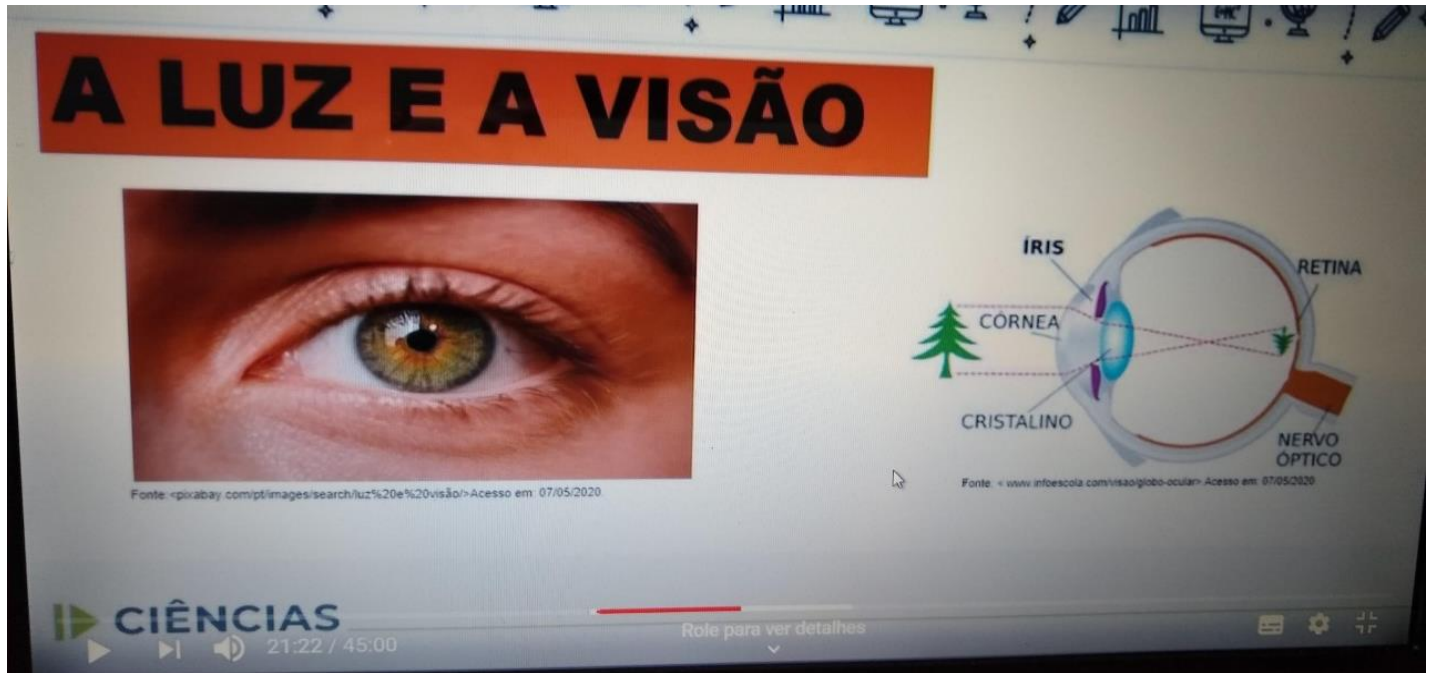 A LUZ E A VISÃO
ÍRIS
RETINA
CÓRNEA
CRISTALINO
NERVO
ÓPTICO
Fonte: <pixabay.com/pt/images/search/luz%20e%20visão/>Acesso em: 07/05/2020.
Fonte: < www.infoescola.com/visao/globo-ocular> Acesso em: 07/05/2020
CIÊNCIAS
21:22 / 45:00
Role para ver detalhes